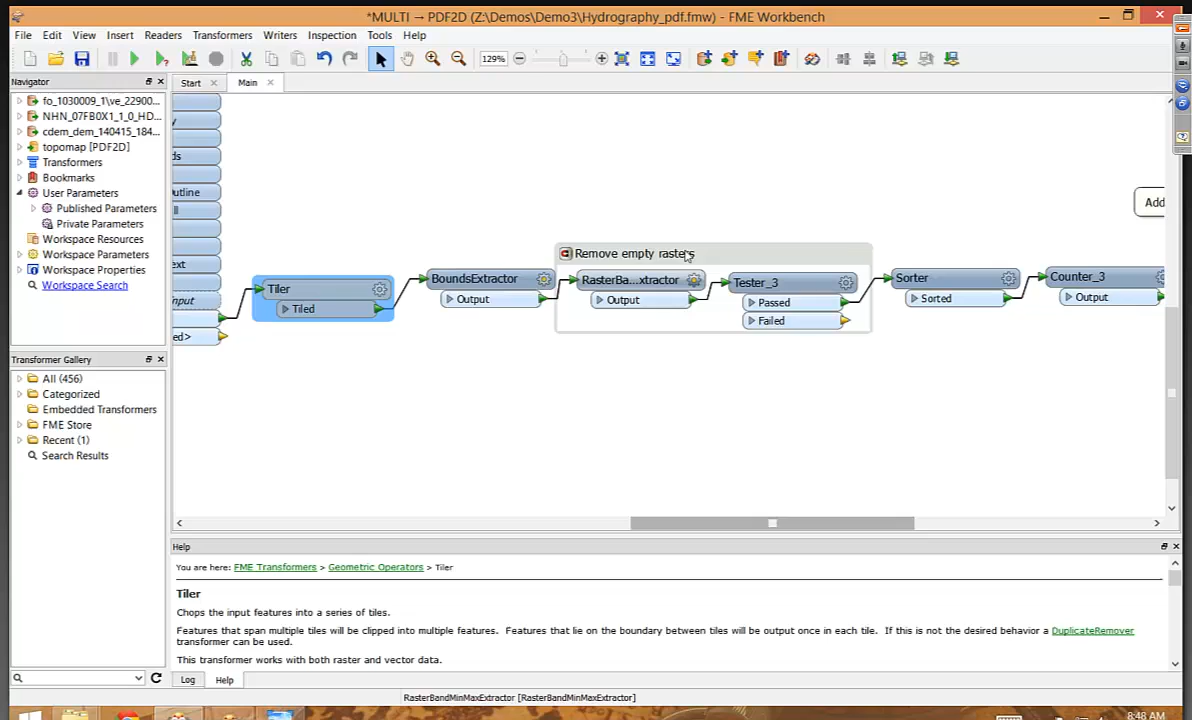 *MULTI → PDF2D (Z:\Demos\Demo3\Hydrography_pdf.fmw) - FME Workbench
File Edit View Insert Readers Transformers Writers Inspection Tools Help
129%
Navigator
Start
Main
fo_1030009_1\ve_22900...
NHN_07FB0X1_1_0_HD...
cdem_dem_140415_184...
topomap [PDF2D]
Transformers
Bookmarks
User Parameters
Published Parameters
Private Parameters
Workspace Resources
Workspace Parameters
Workspace Properties
Workspace Search
y
ds
utline
ll
ext
nput
ed>
Tiler
Tiled
BoundsExtractor
Output
Remove empty rasters
RasterBa...xtractor
Output
Tester_3
Passed
Failed
Sorter
Sorted
Counter_3
Output
Add
Transformer Gallery
All (456)
Categorized
Embedded Transformers
FME Store
Recent (1)
Search Results
Help
You are here: FME Transformers > Geometric Operators > Tiler
Tiler
Chops the input features into a series of tiles.
Features that span multiple tiles will be clipped into multiple features. Features that lie on the boundary between tiles will be output once in each tile. If this is not the desired behavior a DuplicateRemover
transformer can be used.
This transformer works with both raster and vector data.
Log
Help
RasterBandMinMaxExtractor [RasterBandMinMaxExtractor]
8:48 AM